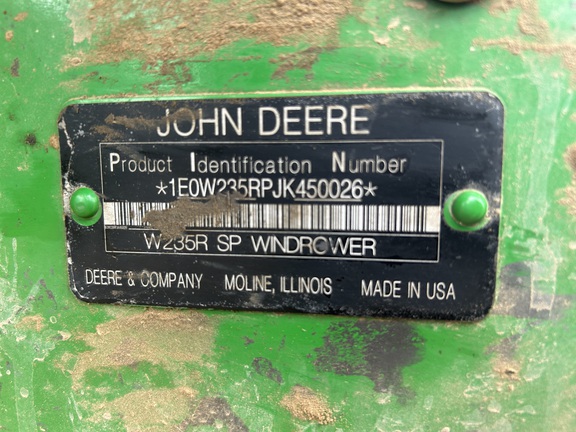 JOHN DEERE
Product Identification Number
*1E0W235RPJK450026*
W235R SP WINDROWER
DEERE & COMPANY MOLINE, ILLINOIS MADE IN USA